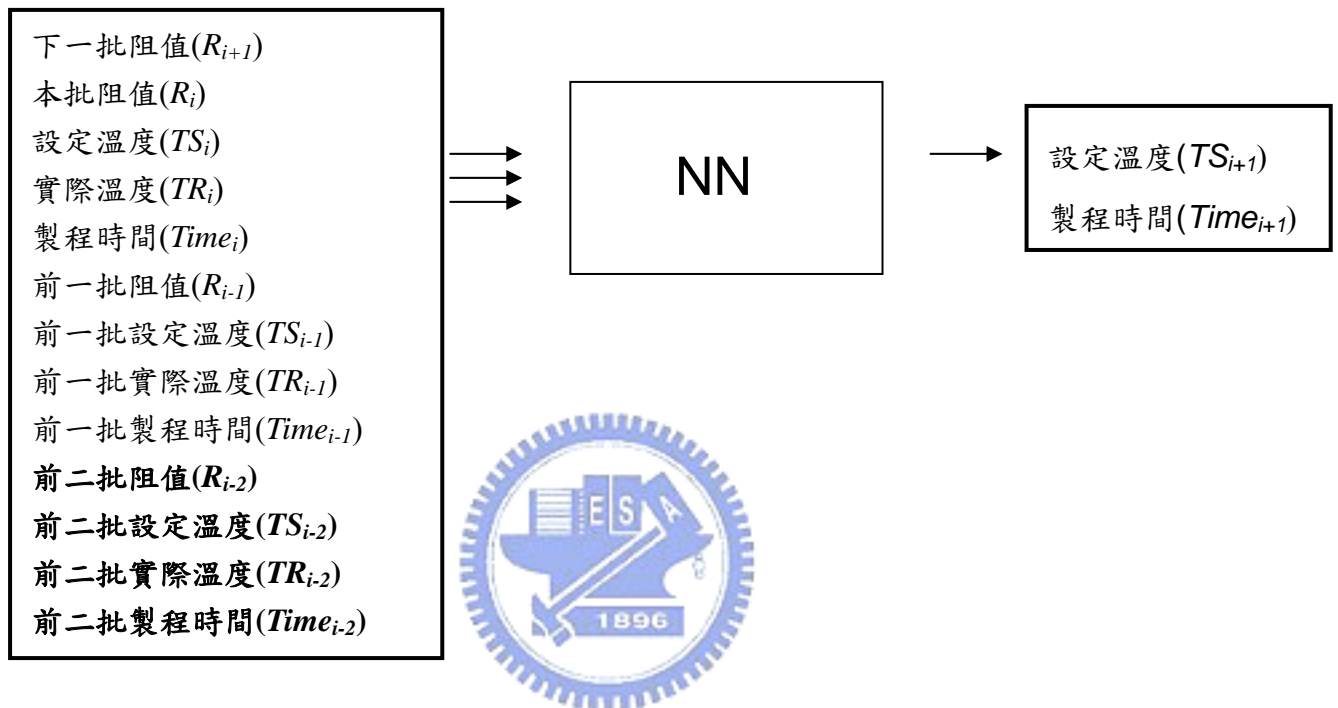 下一批阻值(Ri+1)
本批阻值(Ri)
設定溫度(TSi)
實際溫度(TRi)
製程時間(Timei)
前一批阻值(Ri-1)
前一批設定溫度(TSi-1)
前一批實際溫度(TRi-1)
前一批製程時間(Timei-1)
前二批阻值(Ri-2)
前二批設定溫度(TSi-2)
前二批實際溫度(TRi-2)
前二批製程時間(Timei-2)
NN
設定溫度(TSi+1)
製程時間(Timei+1)
E S A
1896